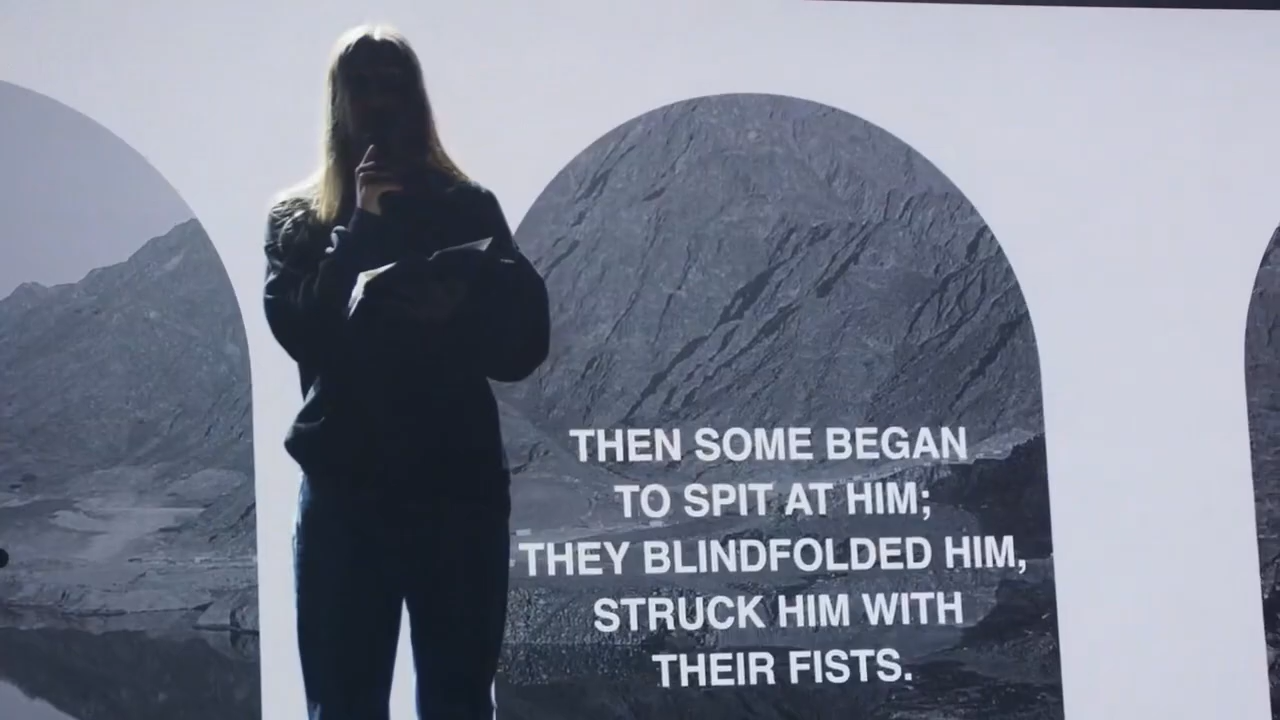 THEN SOME BEGAN
TO SPIT AT HIM;
THEY BLINDFOLDED HIM,
STRUCK HIM WITH
THEIR FISTS.